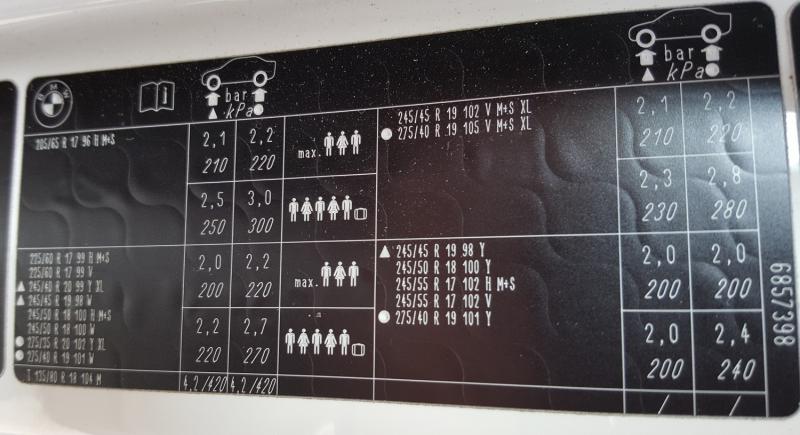 BMW
i
bar
kPa
bar
kPa
205/65 R 17 96 H M+S
2,1 2,2
210 220
max.
2,5 3,0
250 300
245/45 R 19 102 V M+S XL
275/40 R 19 105 V M+S XL
2,1 2,2
210 220
2,3 2,8
230 280
225/60 R 17 99 H M+S
225/60 R 17 99 V
245/40 R 20 99 Y XL
245/45 R 19 98 W
245/50 R 18 100 H M+S
245/50 R 18 100 W
275/35 R 20 102 Y XL
275/40 R 19 101 W
2,0 2,2
200 220
max.
2,2 2,7
220 270
245/45 R 19 98 Y
245/50 R 18 100 Y
245/55 R 17 102 H M+S
245/55 R 17 102 V
275/40 R 19 101 Y
2,0 2,0
200 200
2,0 2,4
200 240
T 135/80 R 18 104 M
4,2/420 4,2/420
/ /
6857398